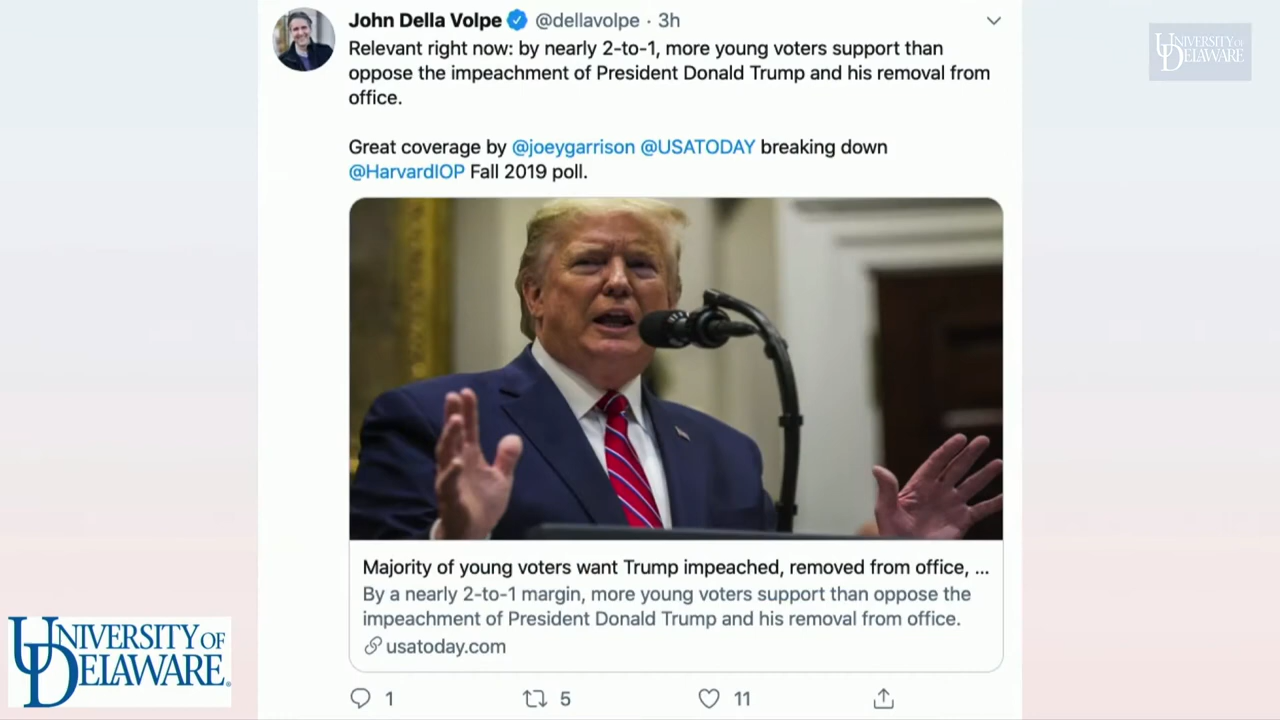 John Della Volpe @dellavolpe · 3h
Relevant right now: by nearly 2-to-1, more young voters support than
oppose the impeachment of President Donald Trump and his removal from
office.
Great coverage by @joeygarrison @USATODAY breaking down
@HarvardIOP Fall 2019 poll.
Majority of young voters want Trump impeached, removed from office, ...
By a nearly 2-to-1 margin, more young voters support than oppose the
impeachment of President Donald Trump and his removal from office.
usatoday.com
1 5 11
UNIVERSITY OF
DELAWARE
UNIVERSITY OF
DELAWARE®